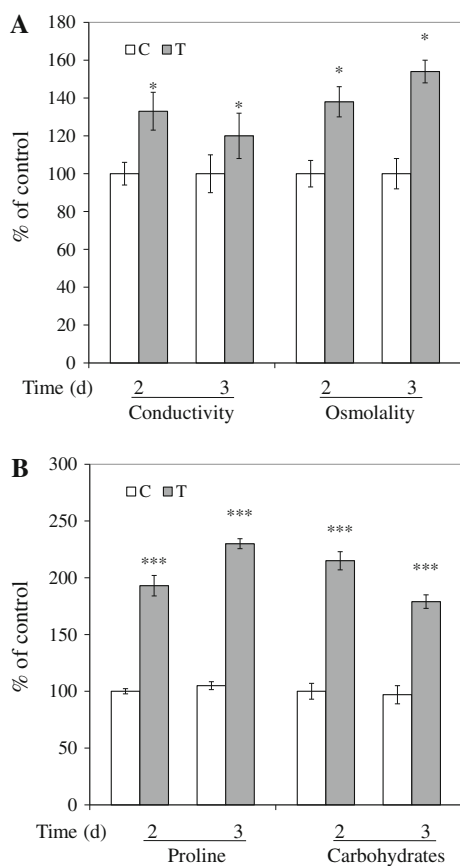 A
180
160
140
120
100
80
60
40
20
0
% of control
C T
* * * *
Time (d) 2 3 2 3
Conductivity Osmolality
B
300
250
200
150
100
50
0
% of control
C T
*** *** *** ***
Time (d) 2 3 2 3
Proline Carbohydrates